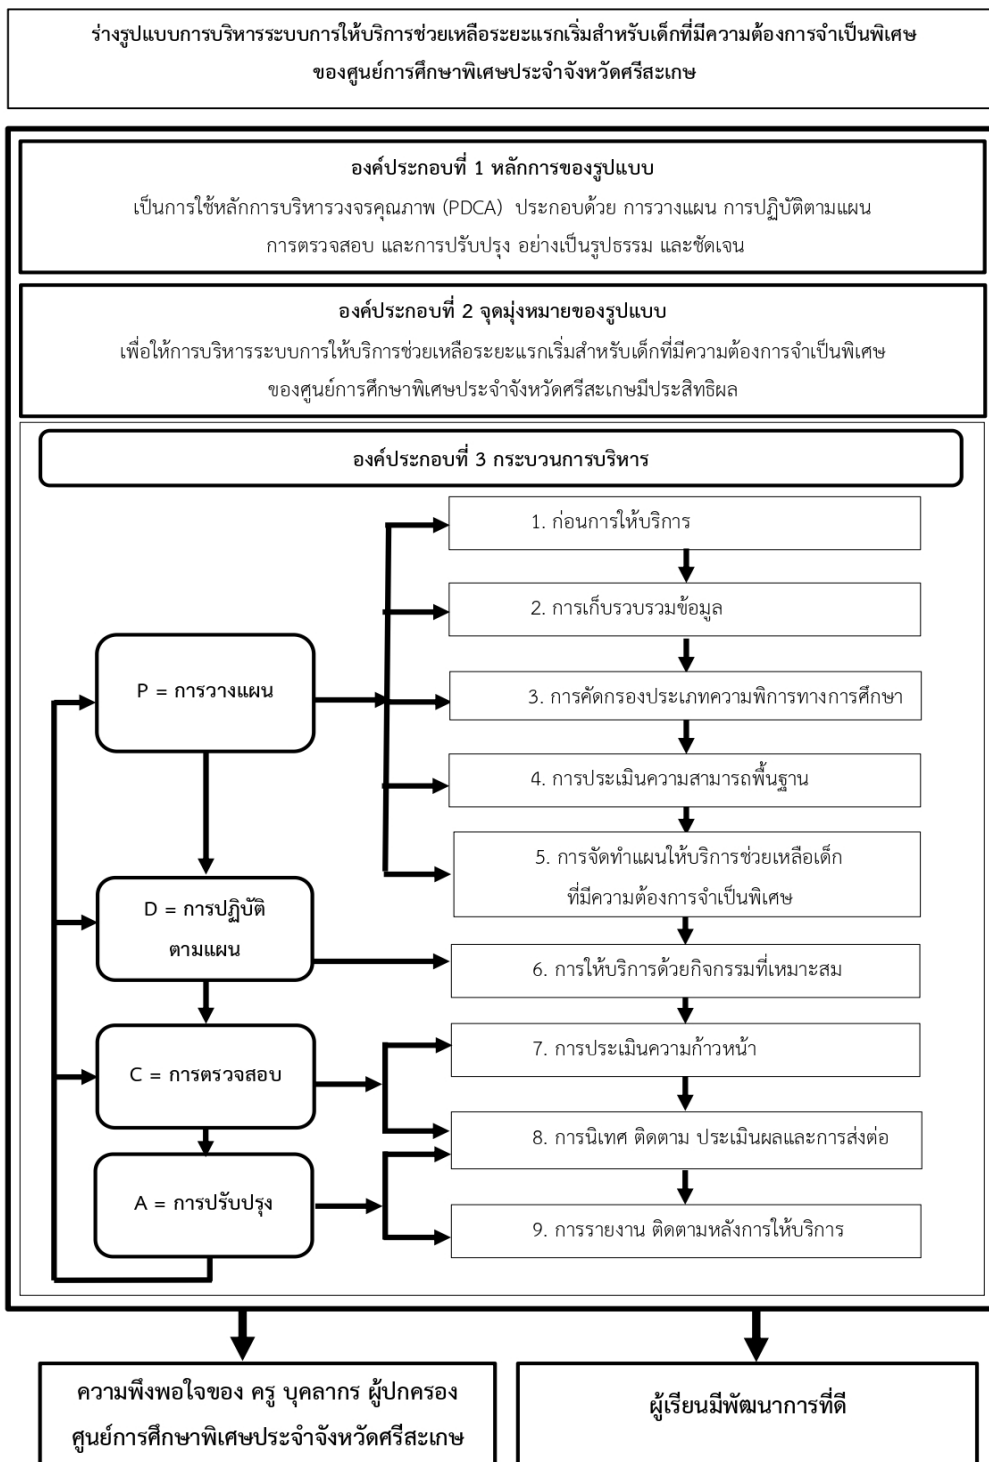 ร่างรูปแบบการบริหารระบบการให้บริการช่วยเหลือระยะแรกเริ่มสำหรับเด็กที่มีความต้องการจำเป็นพิเศษ
ของศูนย์การศึกษาพิเศษประจำจังหวัดศรีสะเกษ
องค์ประกอบที่ 1 หลักการของรูปแบบ
เป็นการใช้หลักการบริหารวงจรคุณภาพ (PDCA) ประกอบด้วย การวางแผน การปฏิบัติตามแผน
การตรวจสอบ และการปรับปรุง อย่างเป็นรูปธรรม และชัดเจน
องค์ประกอบที่ 2 จุดมุ่งหมายของรูปแบบ
เพื่อให้การบริหารระบบการให้บริการช่วยเหลือระยะแรกเริ่มสำหรับเด็กที่มีความต้องการจำเป็นพิเศษ
ของศูนย์การศึกษาพิเศษประจำจังหวัดศรีสะเกษมีประสิทธิผล
องค์ประกอบที่ 3 กระบวนการบริหาร
P = การวางแผน
1. ก่อนการให้บริการ
2. การเก็บรวบรวมข้อมูล
3. การคัดกรองประเภทความพิการทางการศึกษา
4. การประเมินความสามารถพื้นฐาน
5. การจัดทำแผนให้บริการช่วยเหลือเด็ก
ที่มีความต้องการจำเป็นพิเศษ
D = การปฏิบัติ
ตามแผน
6. การให้บริการด้วยกิจกรรมที่เหมาะสม
C = การตรวจสอบ
7. การประเมินความก้าวหน้า
8. การนิเทศ ติดตาม ประเมินผลและการส่งต่อ
A = การปรับปรุง
9. การรายงาน ติดตามหลังการให้บริการ
ความพึงพอใจของ ครู บุคลากร ผู้ปกครอง
ศูนย์การศึกษาพิเศษประจำจังหวัดศรีสะเกษ
ผู้เรียนมีพัฒนาการที่ดี